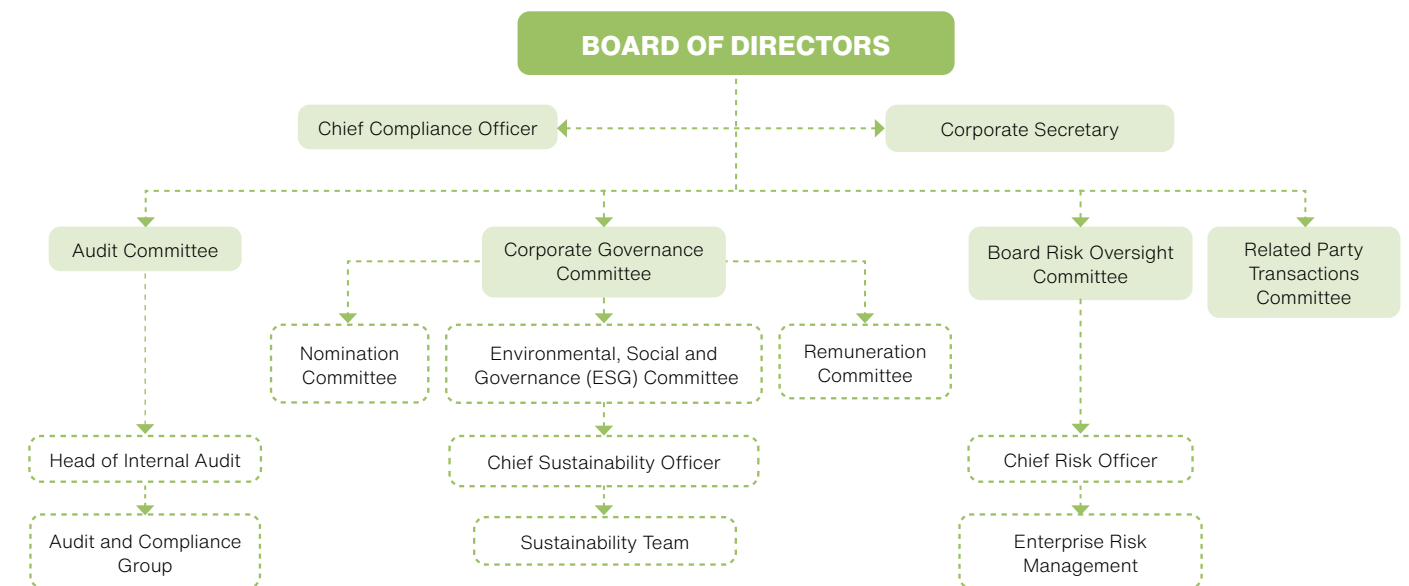 BOARD OF DIRECTORS
Chief Compliance Officer
Corporate Secretary
Audit Committee
Corporate Governance
Committee
Board Risk Oversight
Committee
Related Party
Transactions
Committee
Nomination
Committee
Environmental, Social and
Governance (ESG) Committee
Remuneration
Committee
Head of Internal Audit
Chief Sustainability Officer
Chief Risk Officer
Audit and Compliance
Group
Sustainability Team
Enterprise Risk
Management